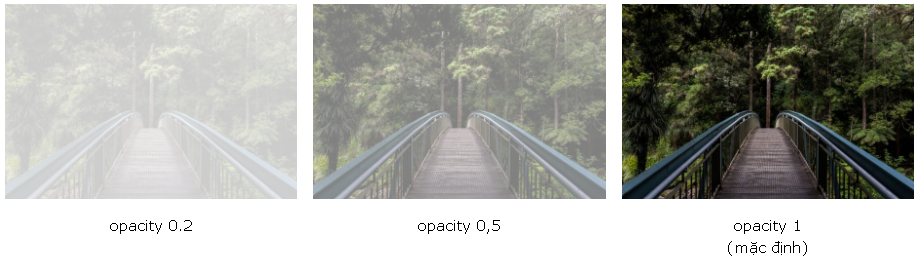 opacity 0.2
opacity 0,5
opacity 1
(mặc định)